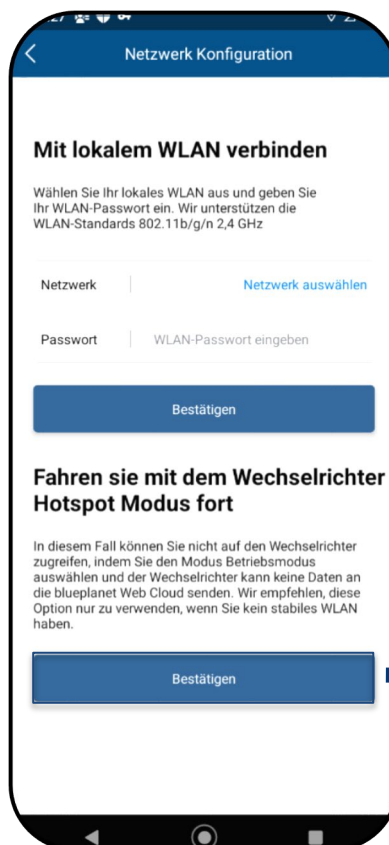 Netzwerk Konfiguration
Mit lokalem WLAN verbinden
Wählen Sie Ihr lokales WLAN aus und geben Sie
Ihr WLAN-Passwort ein. Wir unterstützen die
WLAN-Standards 802.11b/g/n 2,4 GHz
Netzwerk Netzwerk auswählen
Passwort WLAN-Passwort eingeben
Bestätigen
Fahren sie mit dem Wechselrichter
Hotspot Modus fort
In diesem Fall können Sie nicht auf den Wechselrichter
zugreifen, indem Sie den Modus Betriebsmodus
auswählen und der Wechselrichter kann keine Daten an
die blueplanet Web Cloud senden. Wir empfehlen, diese
Option nur zu verwenden, wenn Sie kein stabiles WLAN
haben.
Bestätigen